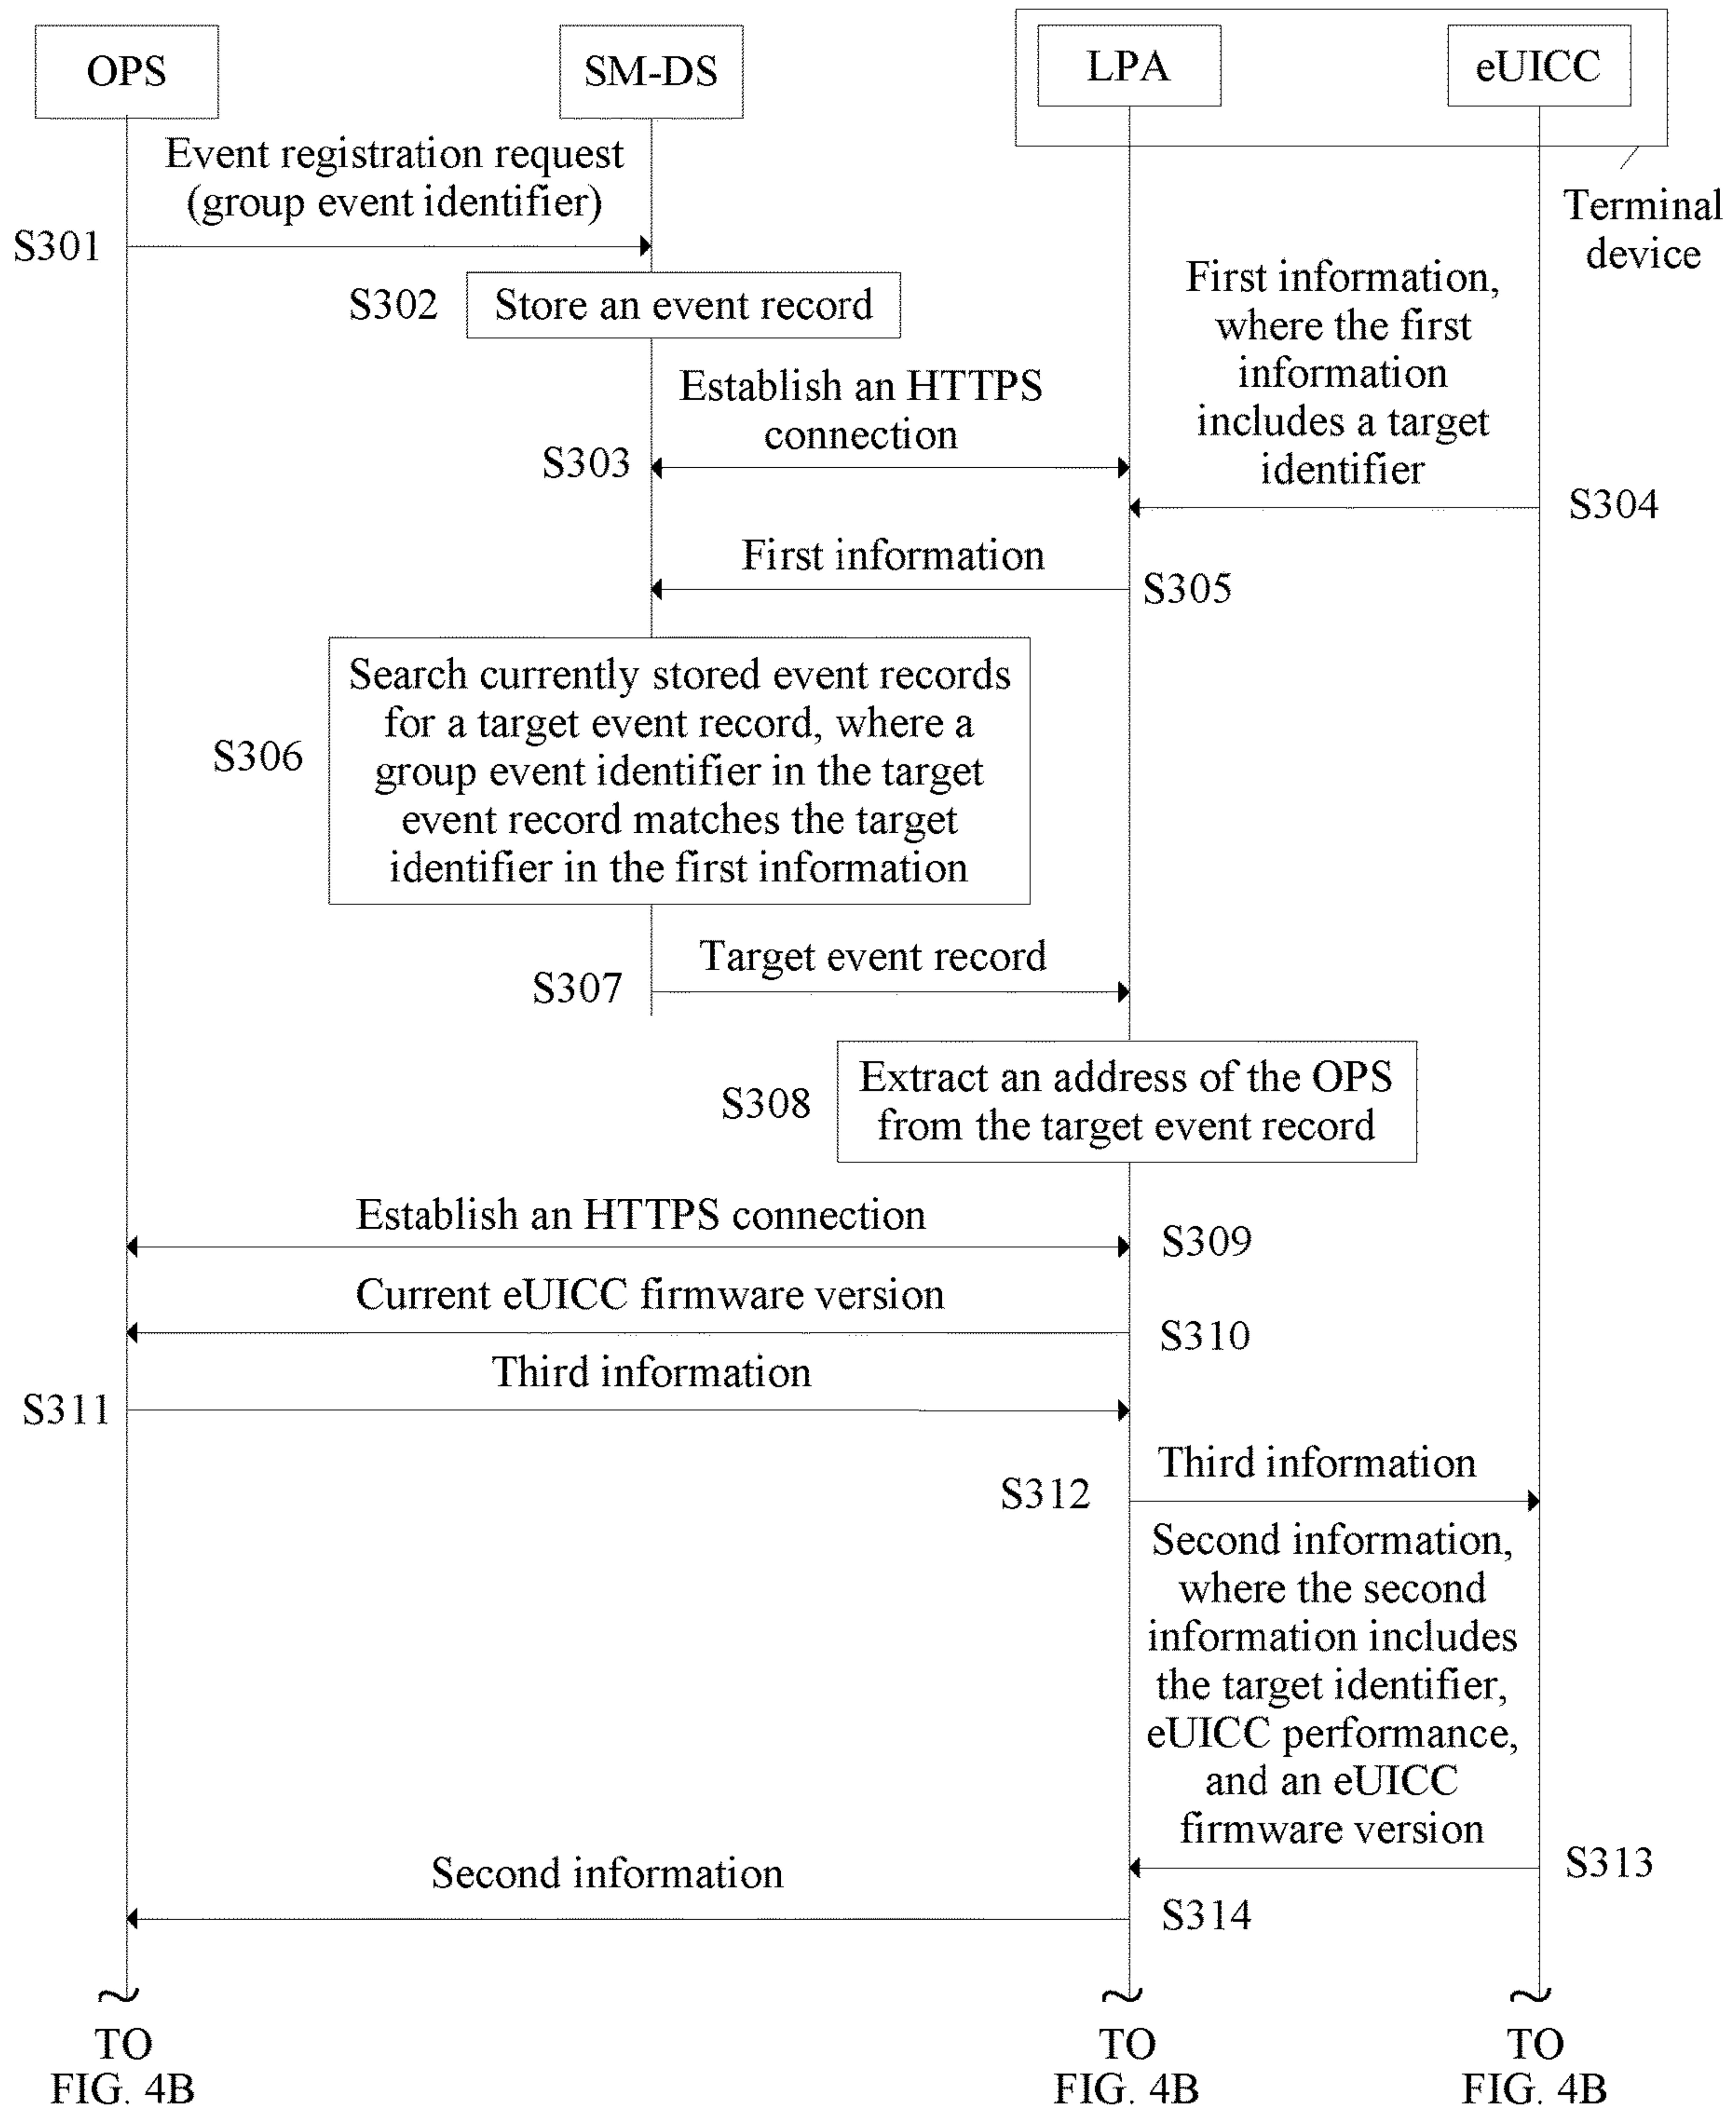 OPS
SM-DS
LPA
eUICC
Terminal
device
Event registration request
(group event identifier)
S301
S302
Store an event record
Establish an HTTPS
connection
S303
First information,
where the first
information
includes a target
identifier
S304
First information
S305
S306
Search currently stored event records
for a target event record, where a
group event identifier in the target
event record matches the target
identifier in the first information
Target event record
S307
S308
Extract an address of the OPS
from the target event record
Establish an HTTPS connection
S309
Current eUICC firmware version
S310
Third information
S311
Third information
S312
Second information,
where the second
information includes
the target identifier,
eUICC performance,
and an eUICC
firmware version
S313
Second information
S314
TO
FIG. 4B
TO
FIG. 4B
TO
FIG. 4B